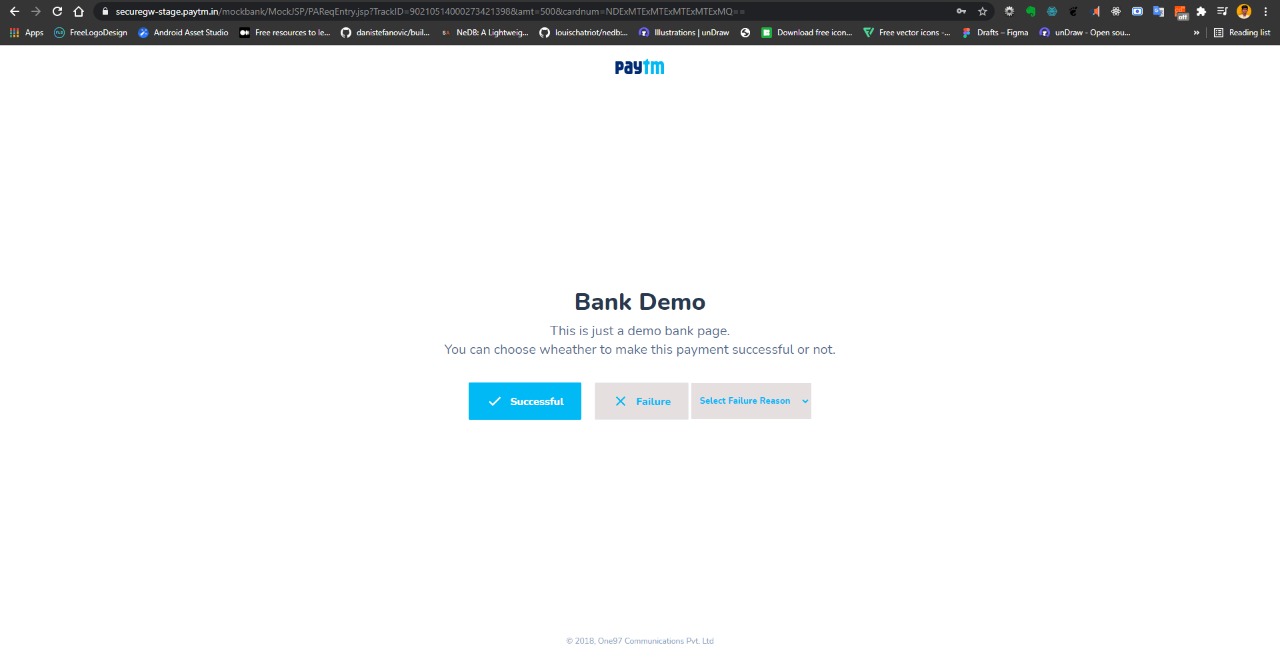 securegw-stage.paytm.in/mockbank/MockJSP/PAReqEntry.jsp?TrackID=90210514000273421398&amt=500&cardnum=NDExMTExMTExMTExMTExMQ==
off
Apps FreeLogoDesign Android Asset Studio Free resources to le... danistefanovic/buil... NeDB: A Lightweig... louischatriot/nedb:... Illustrations | unDraw Download free icon... Free vector icons -... Drafts – Figma unDraw - Open sou... » Reading list
paytm
Bank Demo
This is just a demo bank page.
You can choose wheather to make this payment successful or not.
Successful Failure Select Failure Reason
© 2018, One97 Communications Pvt. Ltd